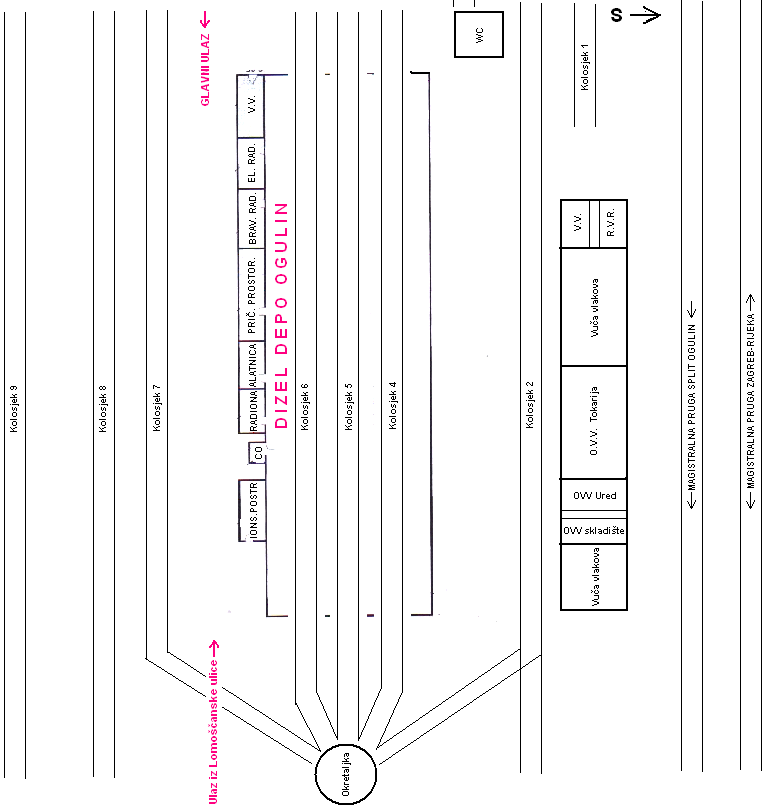 S
WC
GLAVNI ULAZ
Kolosjek 1
V.V.
EL. RAD.
BRAV. RAD.
PRIČ. PROSTOR.
ALATNICA
RADIONA
CO
IONS.POSTR
DIZEL DEPO OGULIN
Kolosjek 9
Kolosjek 8
Kolosjek 7
Kolosjek 6
Kolosjek 5
Kolosjek 4
Kolosjek 2
V.V.
R.V.R.
Vuča vlakova
O.V.V. Tokarija
OVV Ured
OVV skladište
Vuča vlakova
MAGISTRALNA PRUGA SPLIT OGULIN
MAGISTRALNA PRUGA ZAGREB-RIJEKA
Ulaz iz Lomošćanske ulice
Okretaljka